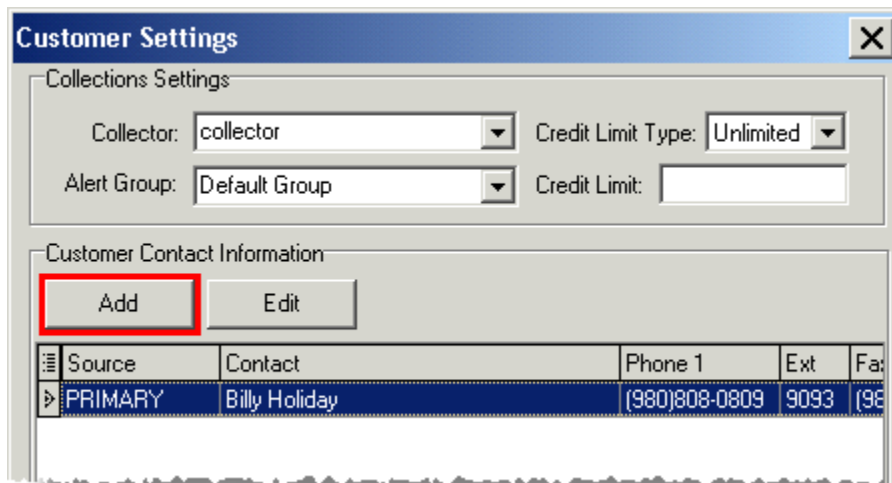 Customer Settings
Collections Settings
Collector: collector Credit Limit Type: Unlimited
Alert Group: Default Group Credit Limit:
Customer Contact Information
Add Edit
Source Contact Phone 1 Ext
PRIMARY Billy Holiday (980)808-0809 9093 (98